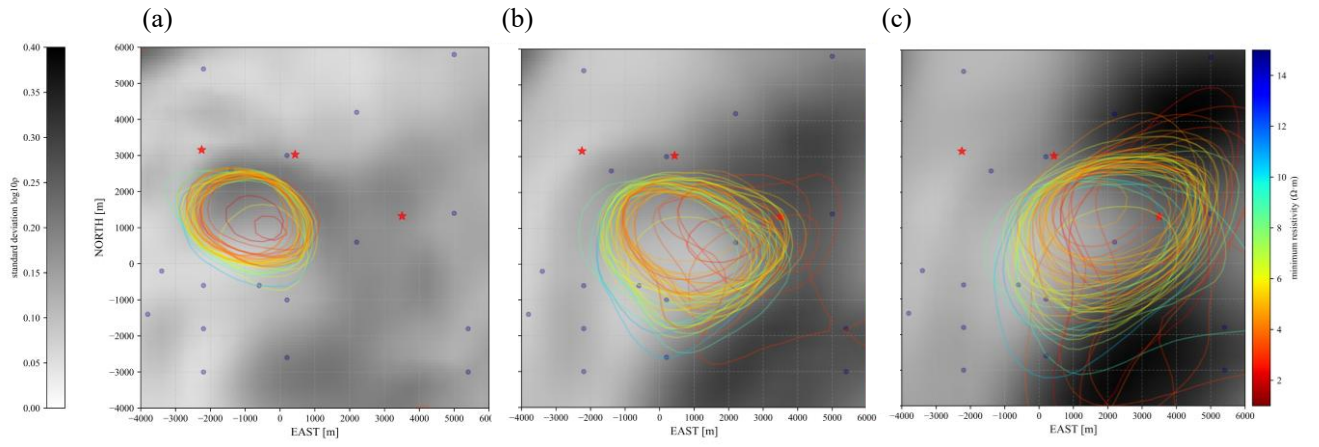 (a) (b) (c)
0.40
0.35
0.30
0.25
0.20
0.15
0.10
0.05
0.00
standard deviation log10ρ
6000
5000
4000
3000
2000
1000
0
−1000
−2000
−3000
−4000
NORTH [m]
−4000 −3000 −2000 −1000 0 1000 2000 3000 4000 5000 6000
EAST [m]
−4000 −3000 −2000 −1000 0 1000 2000 3000 4000 5000 6000
EAST [m]
−4000 −3000 −2000 −1000 0 1000 2000 3000 4000 5000 6000
EAST [m]
14
12
10
8
6
4
2
minimum resistivity (Ω·m)